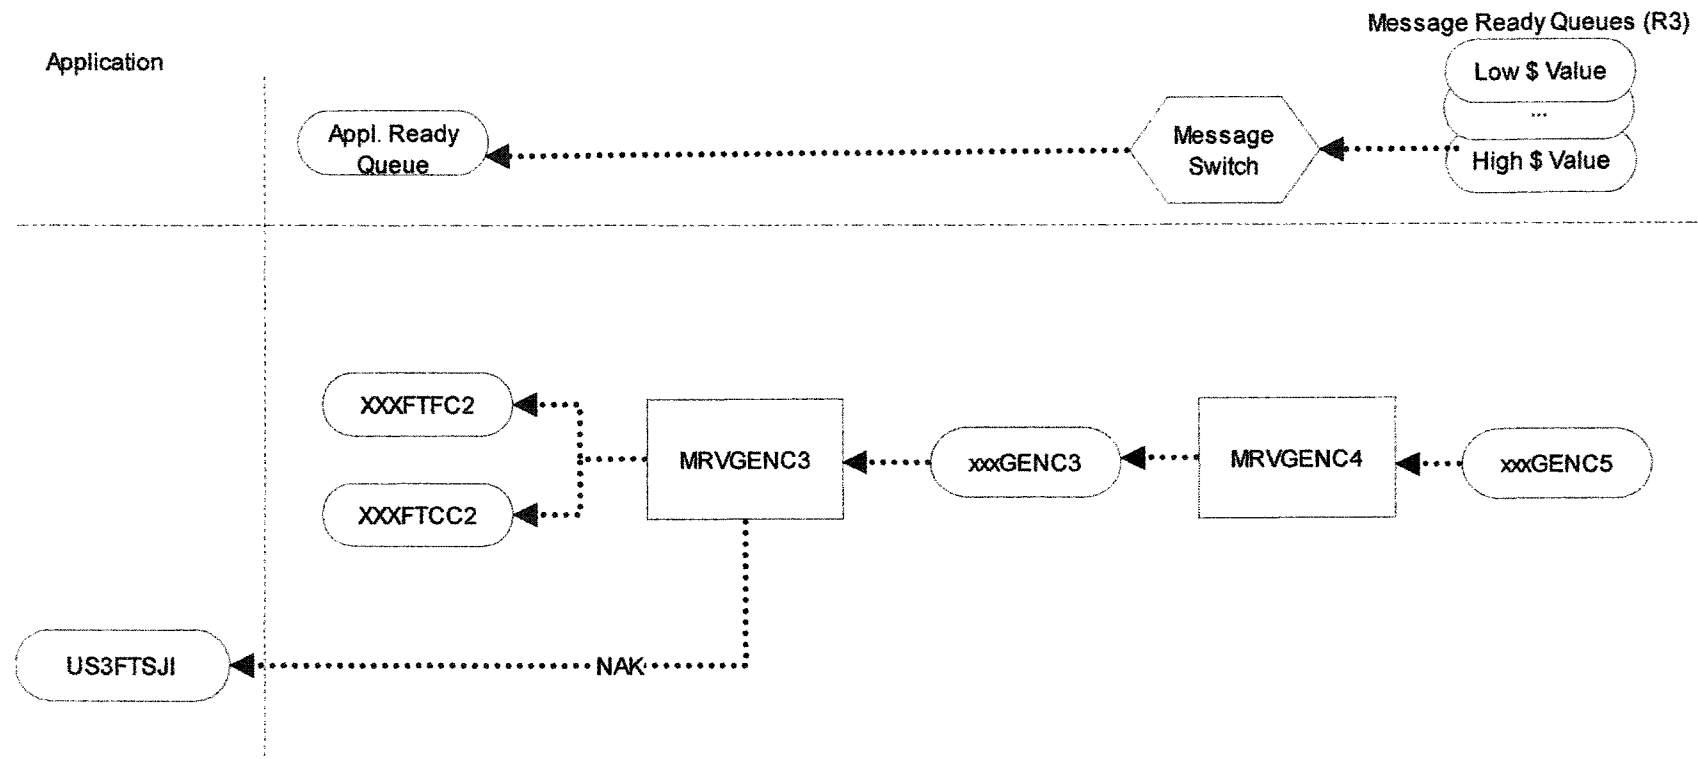 Message Ready Queues (R3)
Application
Low $ Value
...
High $ Value
Appl. Ready
Queue
Message
Switch
XXXFTFC2
MRVGENC3
xxxGENC3
MRVGENC4
xxxGENC5
XXXFTCC2
US3FTSJI
NAK